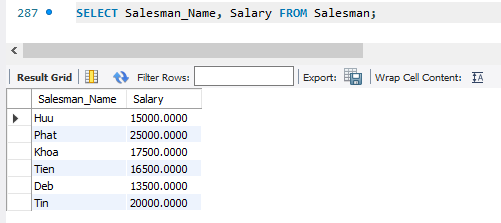 287 SELECT Salesman_Name, Salary FROM Salesman;
Result Grid Filter Rows: Export: Wrap Cell Content:
Salesman_Name Salary
Huu 15000.0000
Phat 25000.0000
Khoa 17500.0000
Tien 16500.0000
Deb 13500.0000
Tin 20000.0000